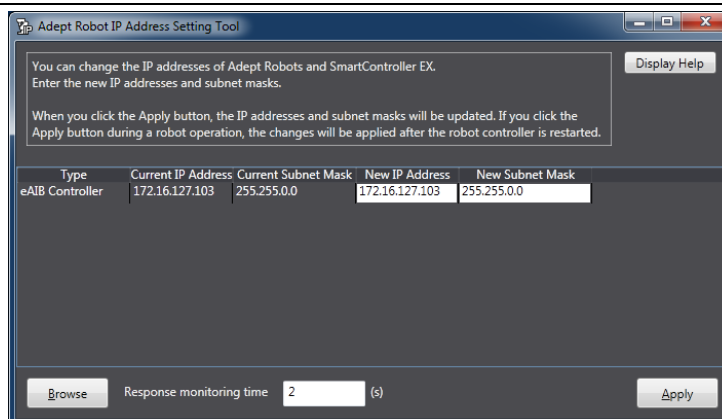 Adept Robot IP Address Setting Tool
You can change the IP addresses of Adept Robots and SmartController EX.
Enter the new IP addresses and subnet masks.
When you click the Apply button, the IP addresses and subnet masks will be updated. If you click the
Apply button during a robot operation, the changes will be applied after the robot controller is restarted.
Display Help
Type Current IP Address Current Subnet Mask New IP Address New Subnet Mask
eAIB Controller 172.16.127.103 255.255.0.0 172.16.127.103 255.255.0.0
Browse Response monitoring time 2 (s) Apply